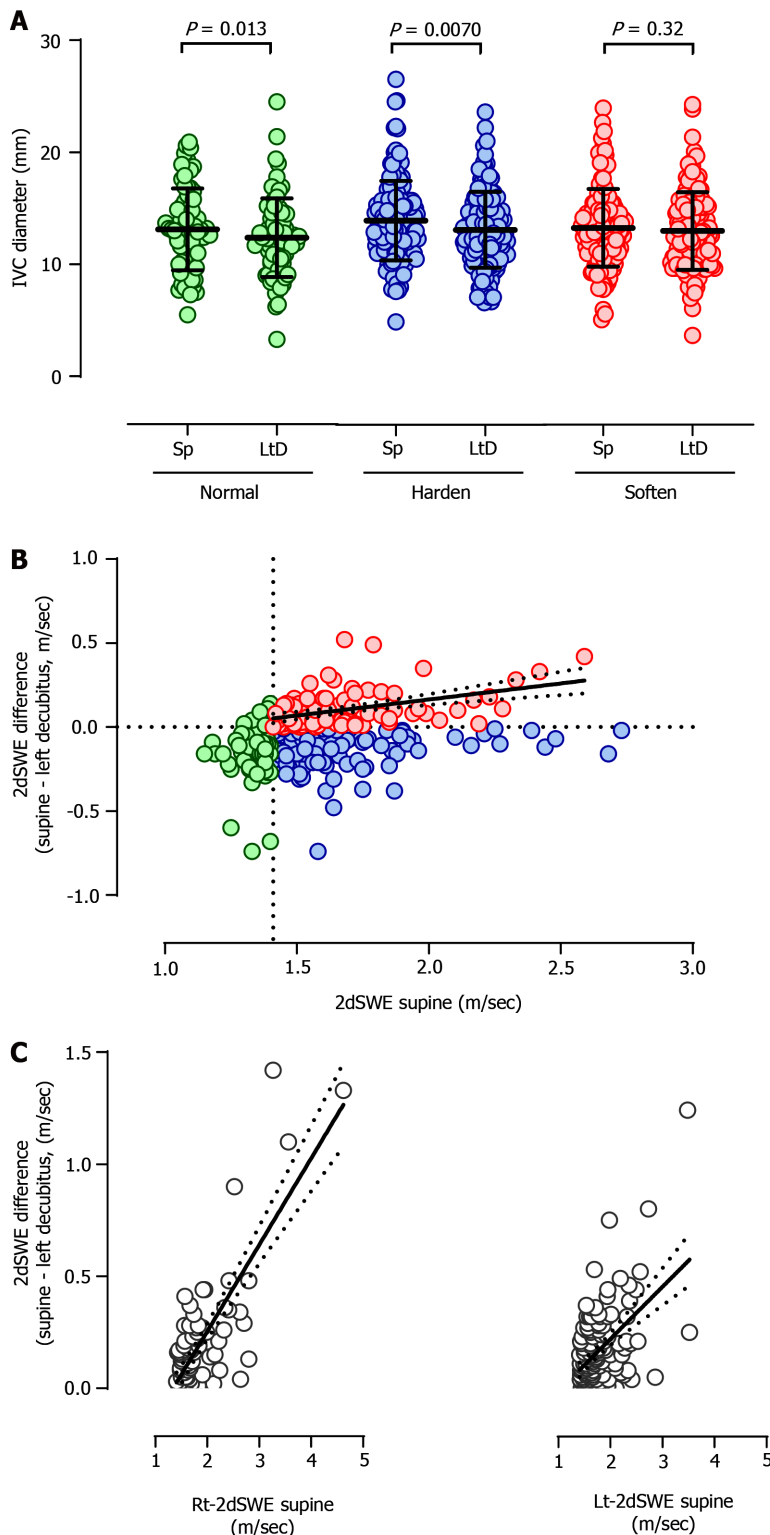 A
P = 0.013
P = 0.0070
P = 0.32
30
20
10
0
IVC diameter (mm)
Sp
LtD
Sp
LtD
Sp
LtD
Normal
Harden
Soften
B
1.0
0.5
0.0
-0.5
-1.0
2dSWE difference
(supine - left decubitus, m/sec)
1.0
1.5
2.0
2.5
3.0
2dSWE supine (m/sec)
C
1.5
1.0
0.5
0.0
2dSWE difference
(supine - left decubitus, (m/sec)
1
2
3
4
5
1
2
3
4
5
Rt-2dSWE supine
(m/sec)
Lt-2dSWE supine
(m/sec)